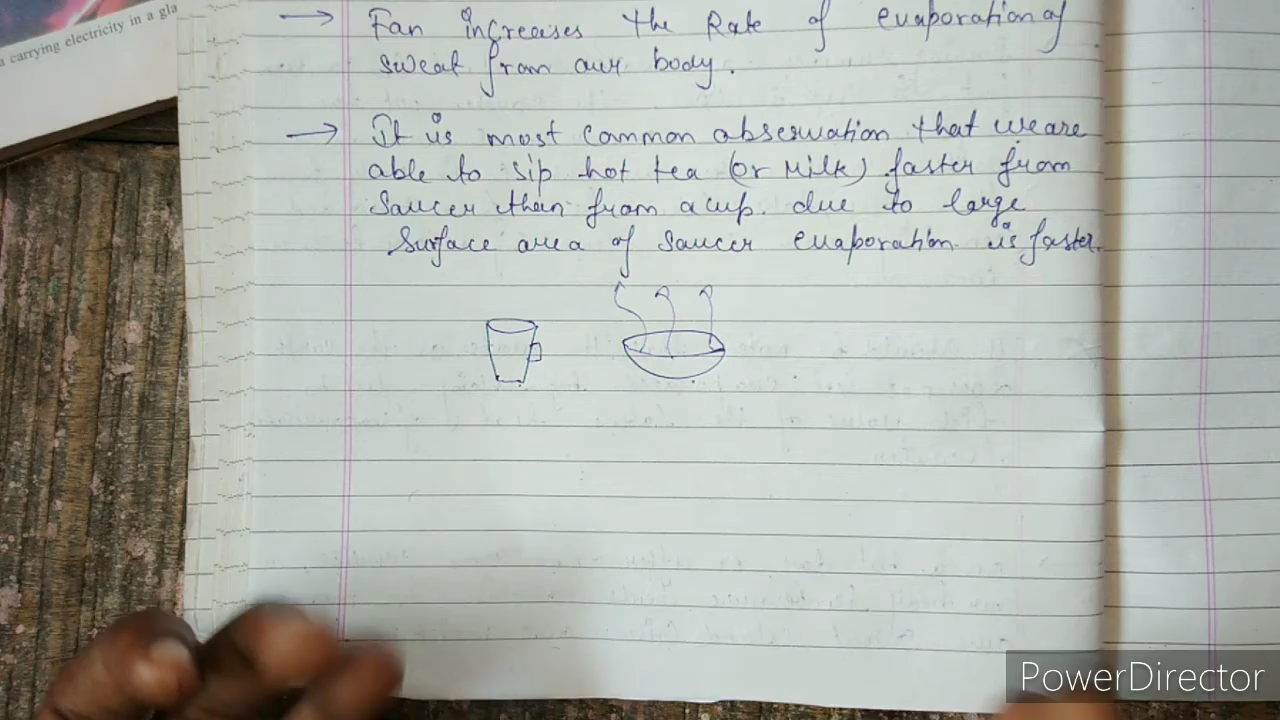 a carrying electricity in a gla
→ Fan increases the Rate of evaporation of
sweat from our body.
→ It is most common observation that we are
able to sip hot tea (or Milk) faster from
Saucer than from a cup. due to large
Surface area of Saucer evaporation is faster.
PowerDirector